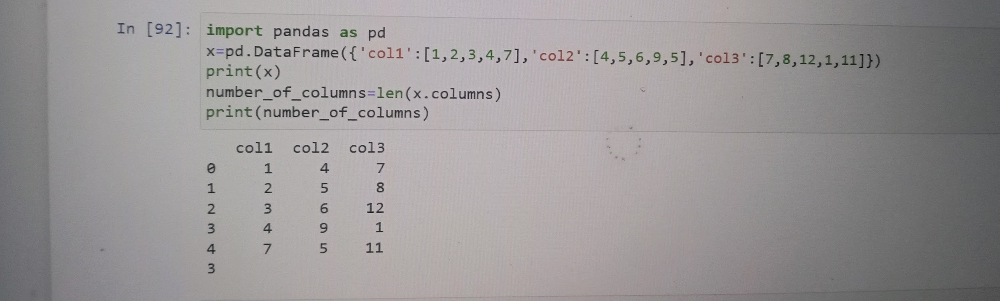 In [92]: import pandas as pd
x=pd.DataFrame({'col1':[1,2,3,4,7],'col2':[4,5,6,9,5],'col3':[7,8,12,1,11]})
print(x)
number_of_columns=len(x.columns)
print(number_of_columns)
col1 col2 col3
0 1 4 7
1 2 5 8
2 3 6 12
3 4 9 1
4 7 5 11
3